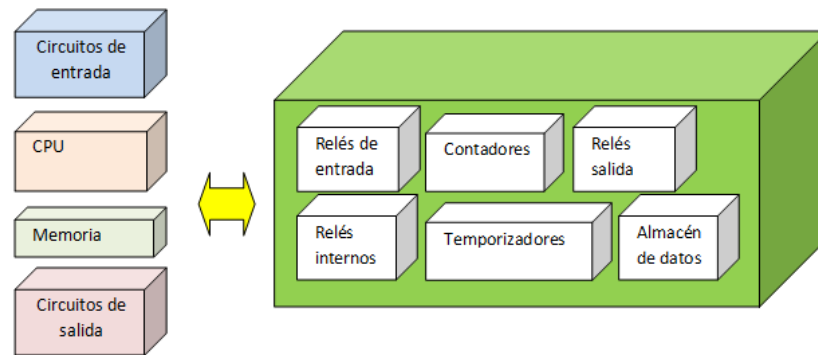 Circuitos de
entrada
CPU
Memoria
Circuitos de
salida
Relés de
entrada
Contadores
Relés
salida
Relés
internos
Temporizadores
Almacén
de datos